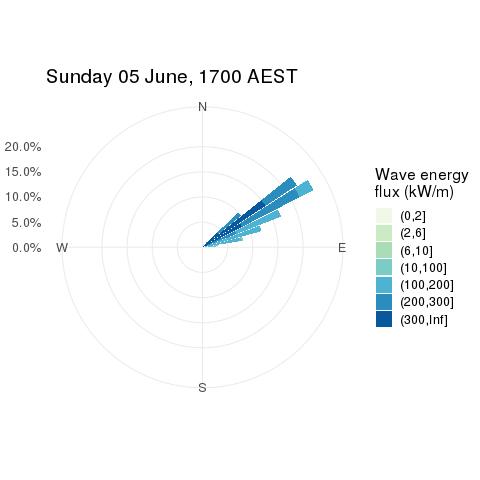 Sunday 05 June, 1700 AEST
N
20.0%
15.0%
10.0%
5.0%
0.0%
W
E
S
Wave energy
flux (kW/m)
(0,2]
(2,6]
(6,10]
(10,100]
(100,200]
(200,300]
(300,Inf]